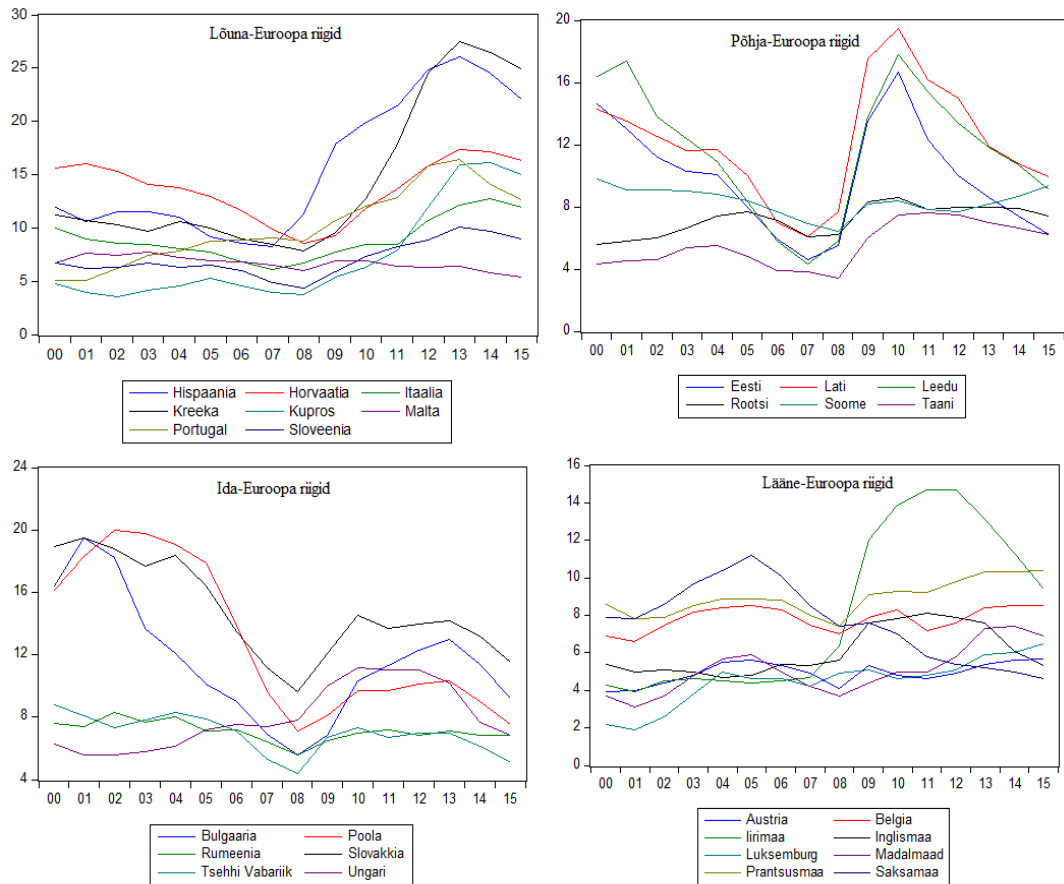 Lõuna-Euroopa riigid
30
25
20
15
10
5
0
00 01 02 03 04 05 06 07 08 09 10 11 12 13 14 15
Hispaania Horvaatia Itaalia
Kreeka Kupros Malta
Portugal Sloveenia
Põhja-Euroopa riigid
20
16
12
8
4
0
00 01 02 03 04 05 06 07 08 09 10 11 12 13 14 15
Eesti Lati Leedu
Rootsi Soome Taani
Ida-Euroopa riigid
24
20
16
12
8
4
00 01 02 03 04 05 06 07 08 09 10 11 12 13 14 15
Bulgaaria Poola
Rumeenia Slovakkia
Tsehhi Vabariik Ungari
Lääne-Euroopa riigid
16
14
12
10
8
6
4
2
0
00 01 02 03 04 05 06 07 08 09 10 11 12 13 14 15
Austria Belgia
Iirimaa Inglismaa
Luksemburg Madalmaad
Prantsusmaa Saksamaa